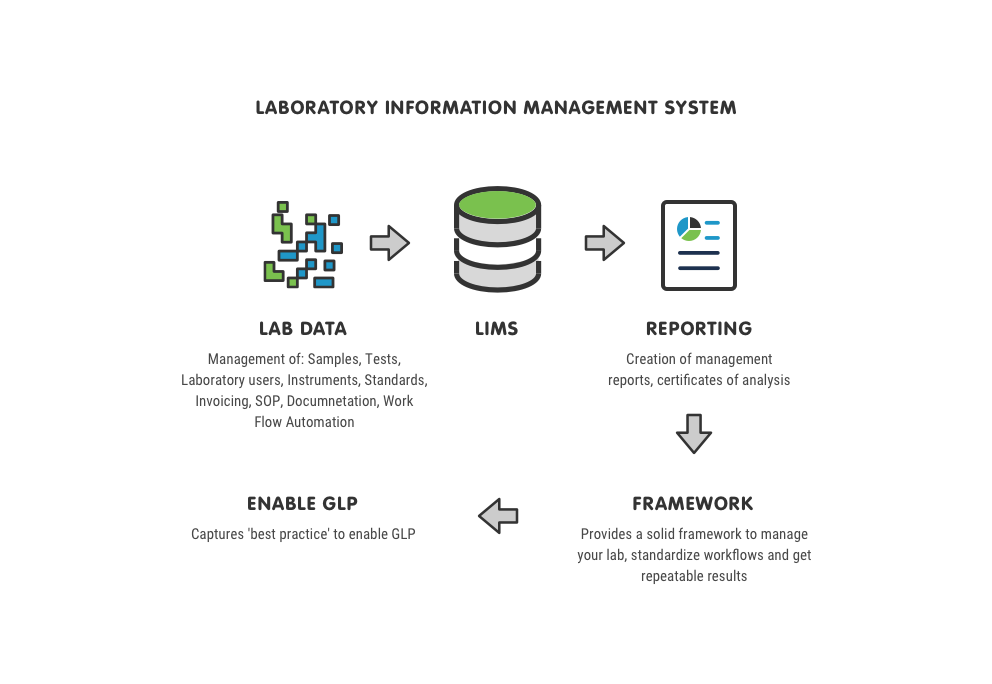 LABORATORY INFORMATION MANAGEMENT SYSTEM
LAB DATA
Management of: Samples, Tests,
Laboratory users, Instruments, Standards,
Invoicing, SOP, Documnetation, Work
Flow Automation
LIMS
REPORTING
Creation of management
reports, certificates of analysis
FRAMEWORK
Provides a solid framework to manage
your lab, standardize workflows and get
repeatable results
ENABLE GLP
Captures 'best practice' to enable GLP